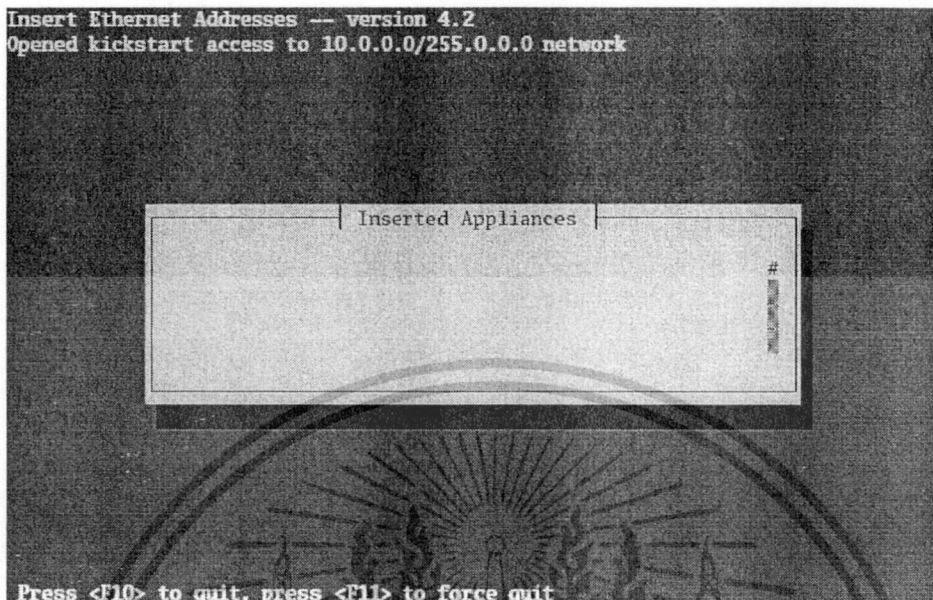 Insert Ethernet Addresses -- version 4.2
Opened kickstart access to 10.0.0.0/255.0.0.0 network
Inserted Appliances
#
Press <F10> to quit, press <F11> to force quit